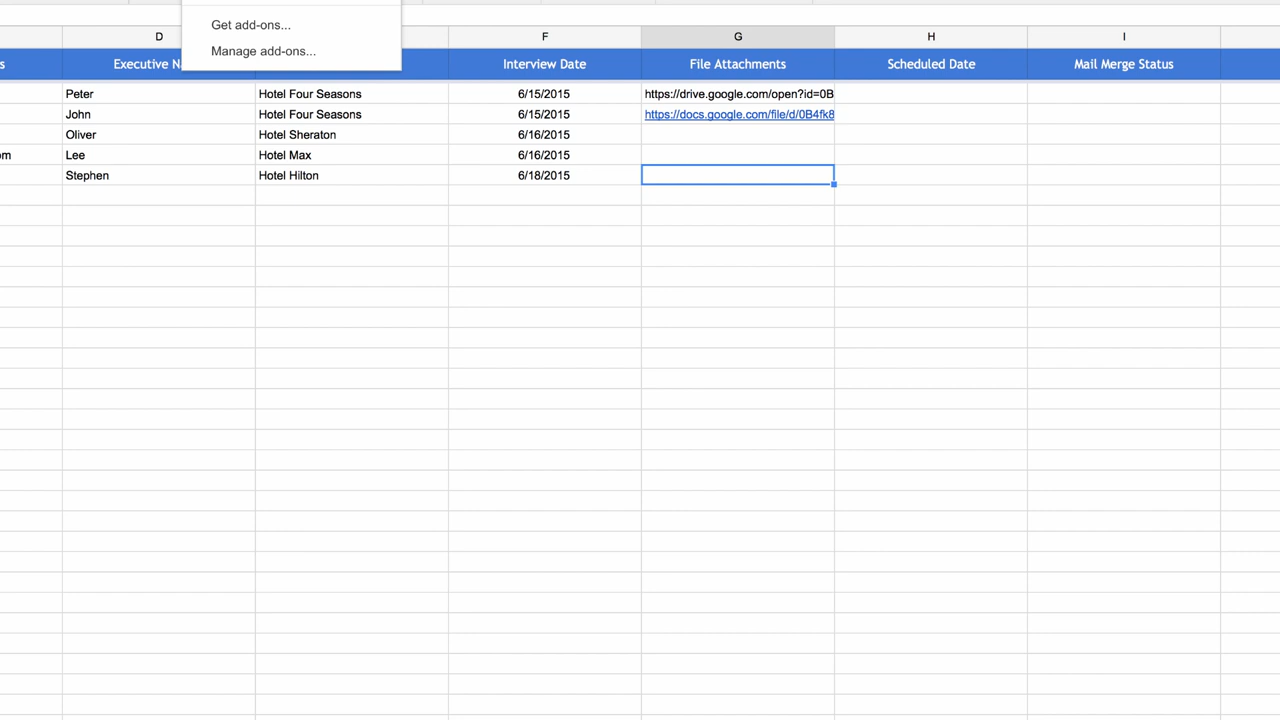 Get add-ons...
Manage add-ons...
D F G H I
s Executive N Interview Date File Attachments Scheduled Date Mail Merge Status
Peter Hotel Four Seasons 6/15/2015 https://drive.google.com/open?id=0B
John Hotel Four Seasons 6/15/2015 https://docs.google.com/file/d/0B4fk8
Oliver Hotel Sheraton 6/16/2015
om Lee Hotel Max 6/16/2015
Stephen Hotel Hilton 6/18/2015